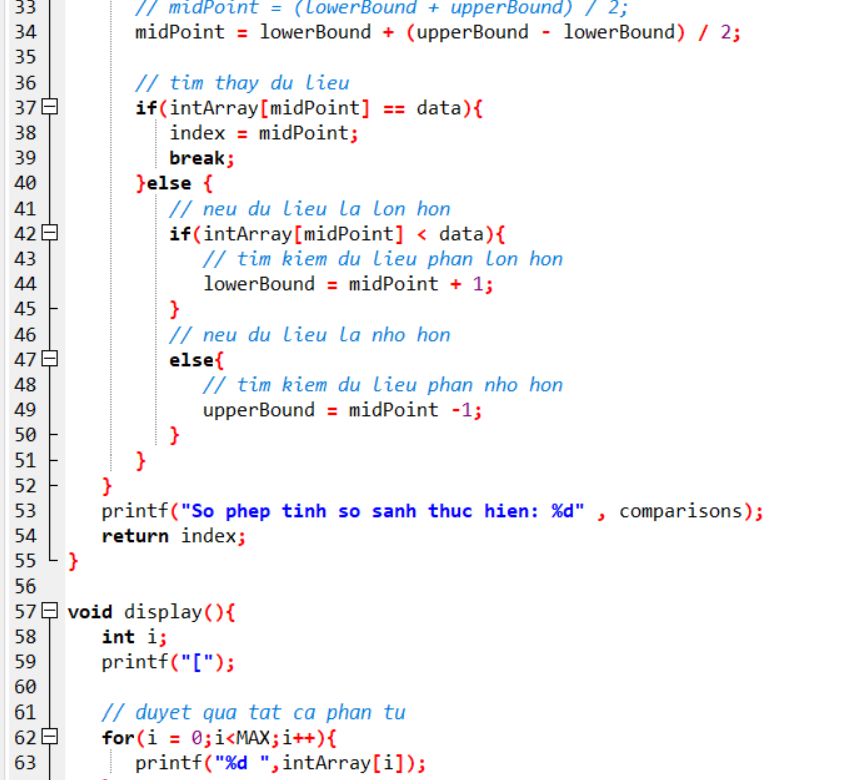 33 // midPoint = (lowerBound + upperBound) / 2;
34 midPoint = lowerBound + (upperBound - lowerBound) / 2;
35
36 // tim thay du lieu
37 if(intArray[midPoint] == data){
38 index = midPoint;
39 break;
40 }else {
41 // neu du lieu la lon hon
42 if(intArray[midPoint] < data){
43 // tim kiem du lieu phan lon hon
44 lowerBound = midPoint + 1;
45 }
46 // neu du lieu la nho hon
47 else{
48 // tim kiem du lieu phan nho hon
49 upperBound = midPoint -1;
50 }
51 }
52 }
53 printf("So phep tinh so sanh thuc hien: %d" , comparisons);
54 return index;
55 }
56
57 void display(){
58 int i;
59 printf("[");
60
61 // duyet qua tat ca phan tu
62 for(i = 0;i<MAX;i++){
63 printf("%d ",intArray[i]);